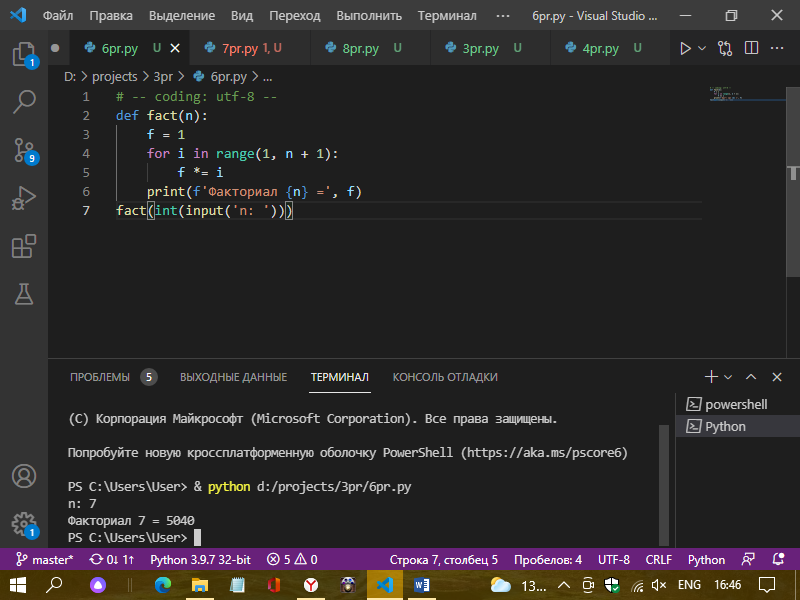 Файл Правка Выделение Вид Переход Выполнить Терминал ··· 6pr.py - Visual Studio ...
6pr.py U 7pr.py 1, U 8pr.py U 3pr.py U 4pr.py U
D: > projects > 3pr > 6pr.py > ...
1 # -- coding: utf-8 --
2 def fact(n):
3 f = 1
4 for i in range(1, n + 1):
5 f *= i
6 print(f'Факториал {n} =', f)
7 fact(int(input('n: ')))
1
9
ПРОБЛЕМЫ 5 ВЫХОДНЫЕ ДАННЫЕ ТЕРМИНАЛ КОНСОЛЬ ОТЛАДКИ
powershell
Python
(C) Корпорация Майкрософт (Microsoft Corporation). Все права защищены.
Попробуйте новую кроссплатформенную оболочку PowerShell (https://aka.ms/pscore6)
PS C:\Users\User> & python d:/projects/3pr/6pr.py
n: 7
Факториал 7 = 5040
PS C:\Users\User>
1
master* 0↓ 1↑ Python 3.9.7 32-bit 5 0 Строка 7, столбец 5 Пробелов: 4 UTF-8 CRLF Python
13... ENG 16:46